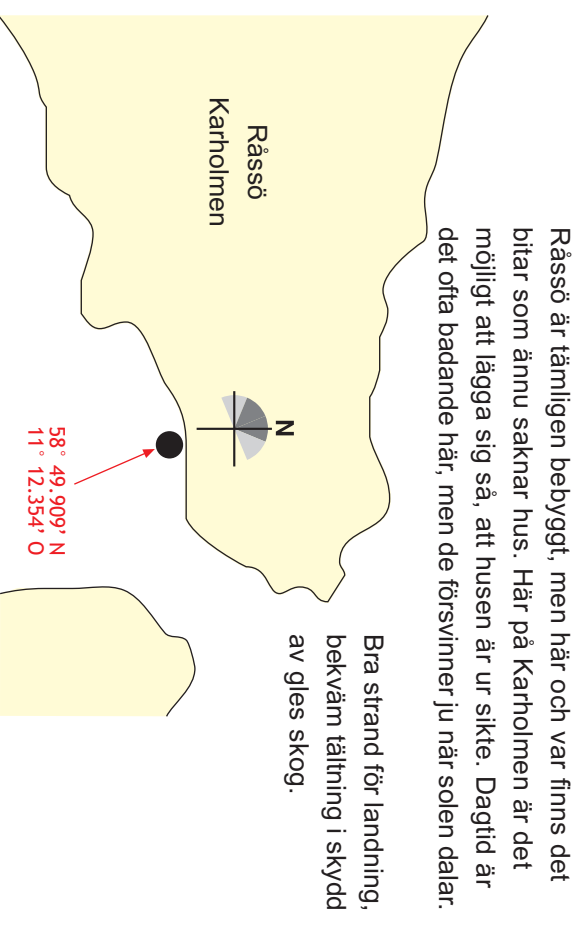 Råssö är tämligen bebyggt, men här och var finns det
bitar som ännu saknar hus. Här på Karholmen är det
möjligt att lägga sig så, att husen är ur sikte. Dagtid är
det ofta badande här, men de försvinner ju när solen dalar.
Bra strand för landning,
bekväm tältning i skydd
av gles skog.
Råssö
Karholmen
N
58° 49.909' N
11° 12.354' O